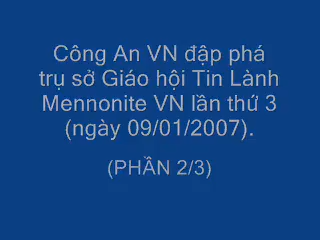 Công An VN đập phá
trụ sở Giáo hội Tin Lành
Mennonite VN lần thứ 3
(ngày 09/01/2007).
(PHẦN 2/3)